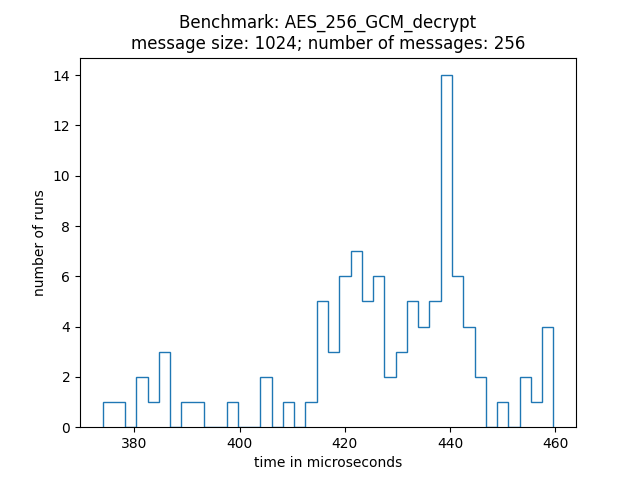 Benchmark: AES_256_GCM_decrypt
message size: 1024; number of messages: 256
14
12
10
8
6
4
2
0
number of runs
380 400 420 440 460
time in microseconds